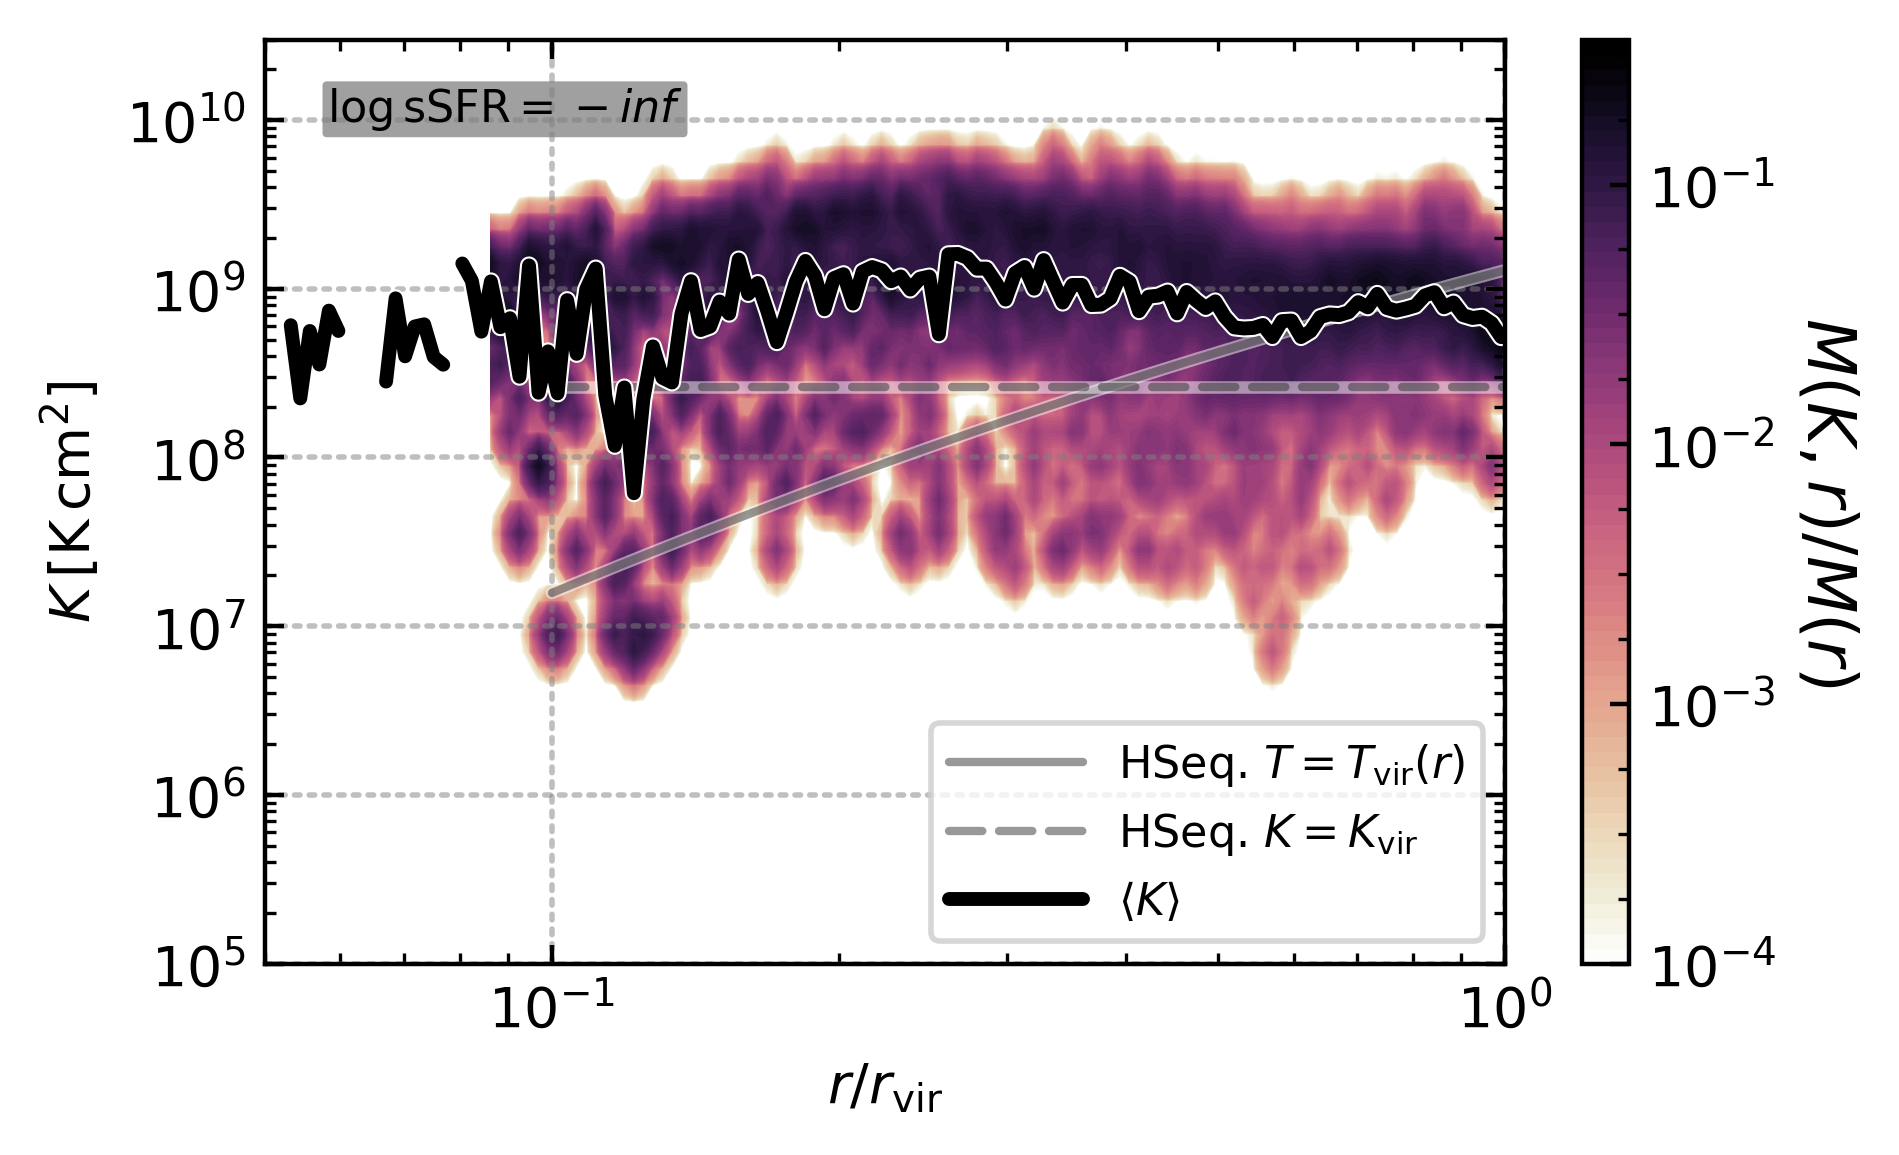 log sSFR = −inf
10^10
10^9
10^8
10^7
10^6
10^5
K [K cm^2]
10^-1
10^0
r/r_vir
HSeq. T = T_vir(r)
HSeq. K = K_vir
⟨K⟩
10^-1
10^-2
10^-3
10^-4
M(K, r)/M(r)